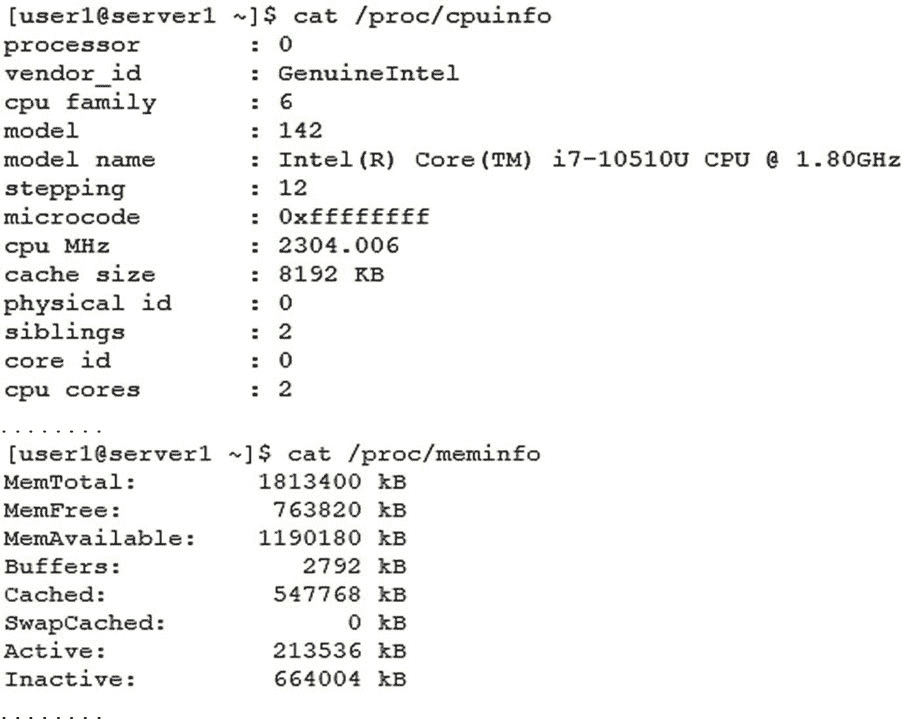 [user1@server1 ~]$ cat /proc/cpuinfo
processor : 0
vendor_id : GenuineIntel
cpu family : 6
model : 142
model name : Intel(R) Core(TM) i7-10510U CPU @ 1.80GHz
stepping : 12
microcode : 0xffffffff
cpu MHz : 2304.006
cache size : 8192 KB
physical id : 0
siblings : 2
core id : 0
cpu cores : 2
........
[user1@server1 ~]$ cat /proc/meminfo
MemTotal: 1813400 kB
MemFree: 763820 kB
MemAvailable: 1190180 kB
Buffers: 2792 kB
Cached: 547768 kB
SwapCached: 0 kB
Active: 213536 kB
Inactive: 664004 kB
........